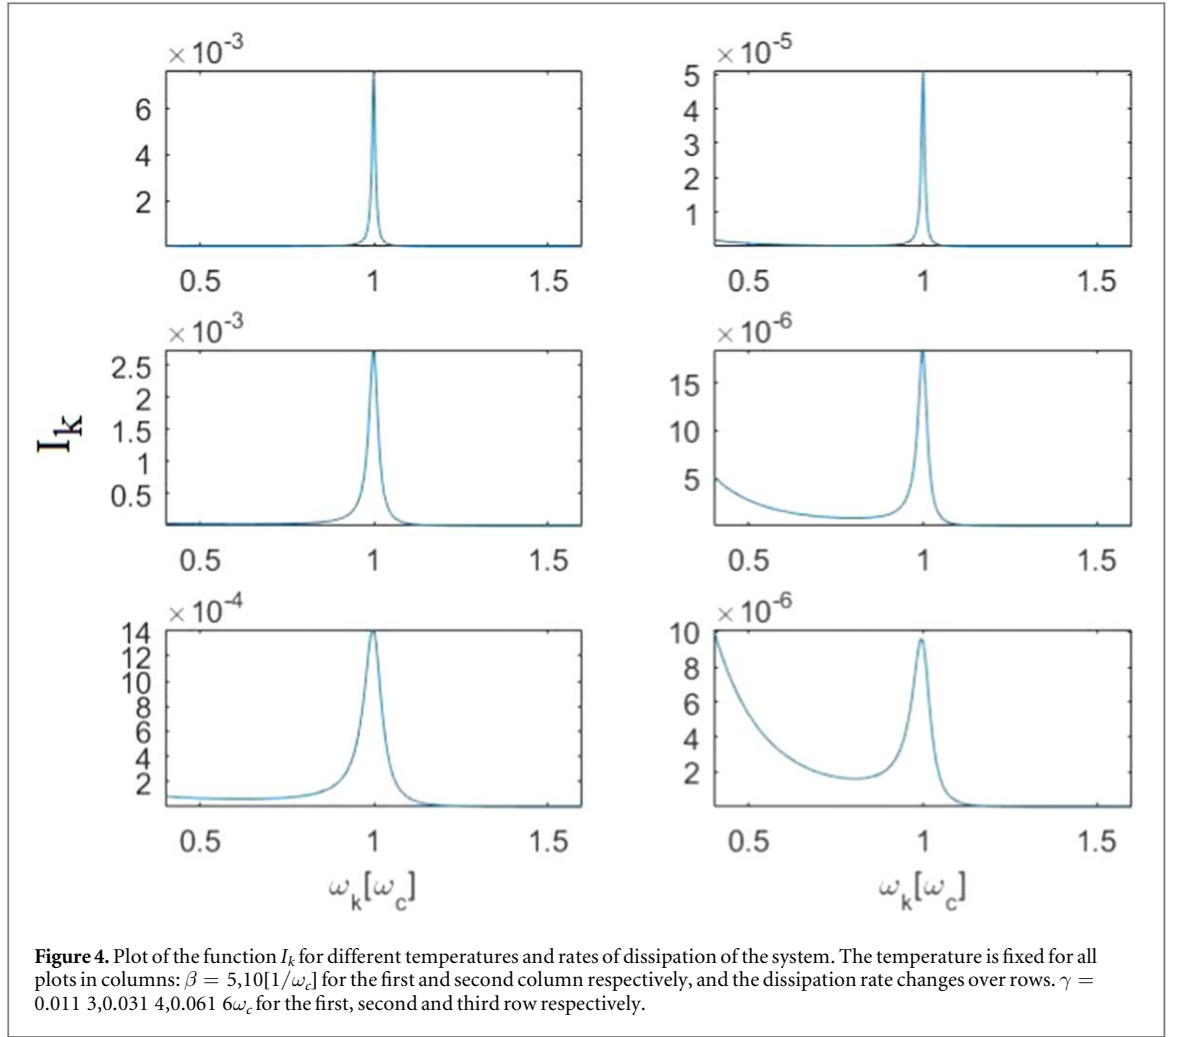 × 10⁻³
6
4
2
0.5 1 1.5
× 10⁻⁵
5
4
3
2
1
0.5 1 1.5
× 10⁻³
2.5
2
1.5
1
0.5
0.5 1 1.5
× 10⁻⁶
15
10
5
0.5 1 1.5
I_k
× 10⁻⁴
14
12
10
8
6
4
2
0.5 1 1.5
ω_k[ω_c]
× 10⁻⁶
10
8
6
4
2
0.5 1 1.5
ω_k[ω_c]
Figure 4. Plot of the function I_k for different temperatures and rates of dissipation of the system. The temperature is fixed for all
plots in columns: β = 5,10[1/ω_c] for the first and second column respectively, and the dissipation rate changes over rows. γ =
0.011 3,0.031 4,0.061 6ω_c for the first, second and third row respectively.